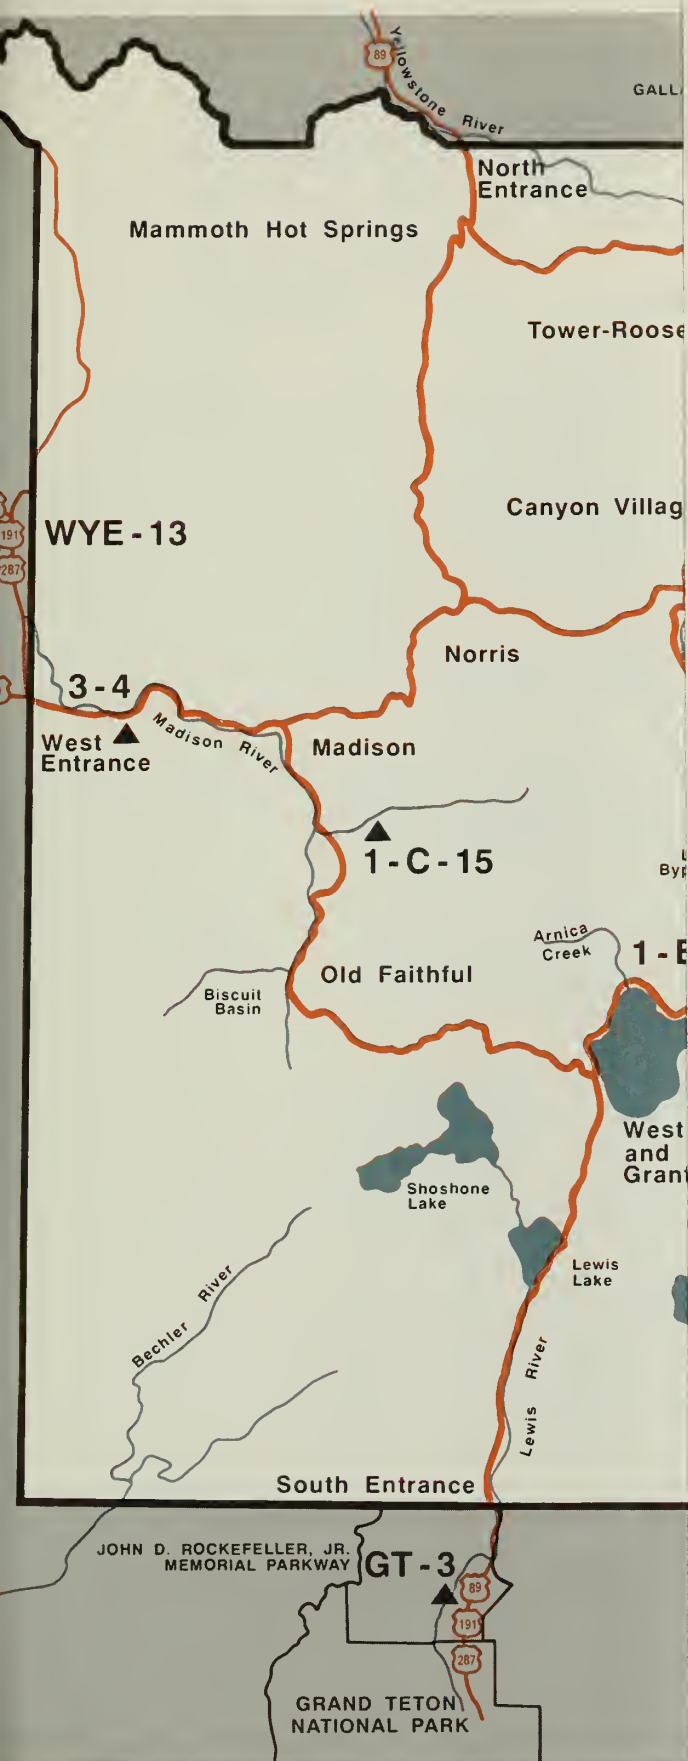 89
Yellowstone River
GALL
North
Entrance
Mammoth Hot Springs
Tower-Roose
Canyon Villag
191
WYE-13
287
Norris
3-4
West
Entrance
Madison River
Madison
1-C-15
Byp
Arnica
Creek
1-E
Old Faithful
Biscuit
Basin
West
and
Grant
Shoshone
Lake
Lewis
Lake
Bechler River
Lewis River
South Entrance
JOHN D. ROCKEFELLER, JR.
MEMORIAL PARKWAY
GT-3
89
191
287
GRAND TETON
NATIONAL PARK